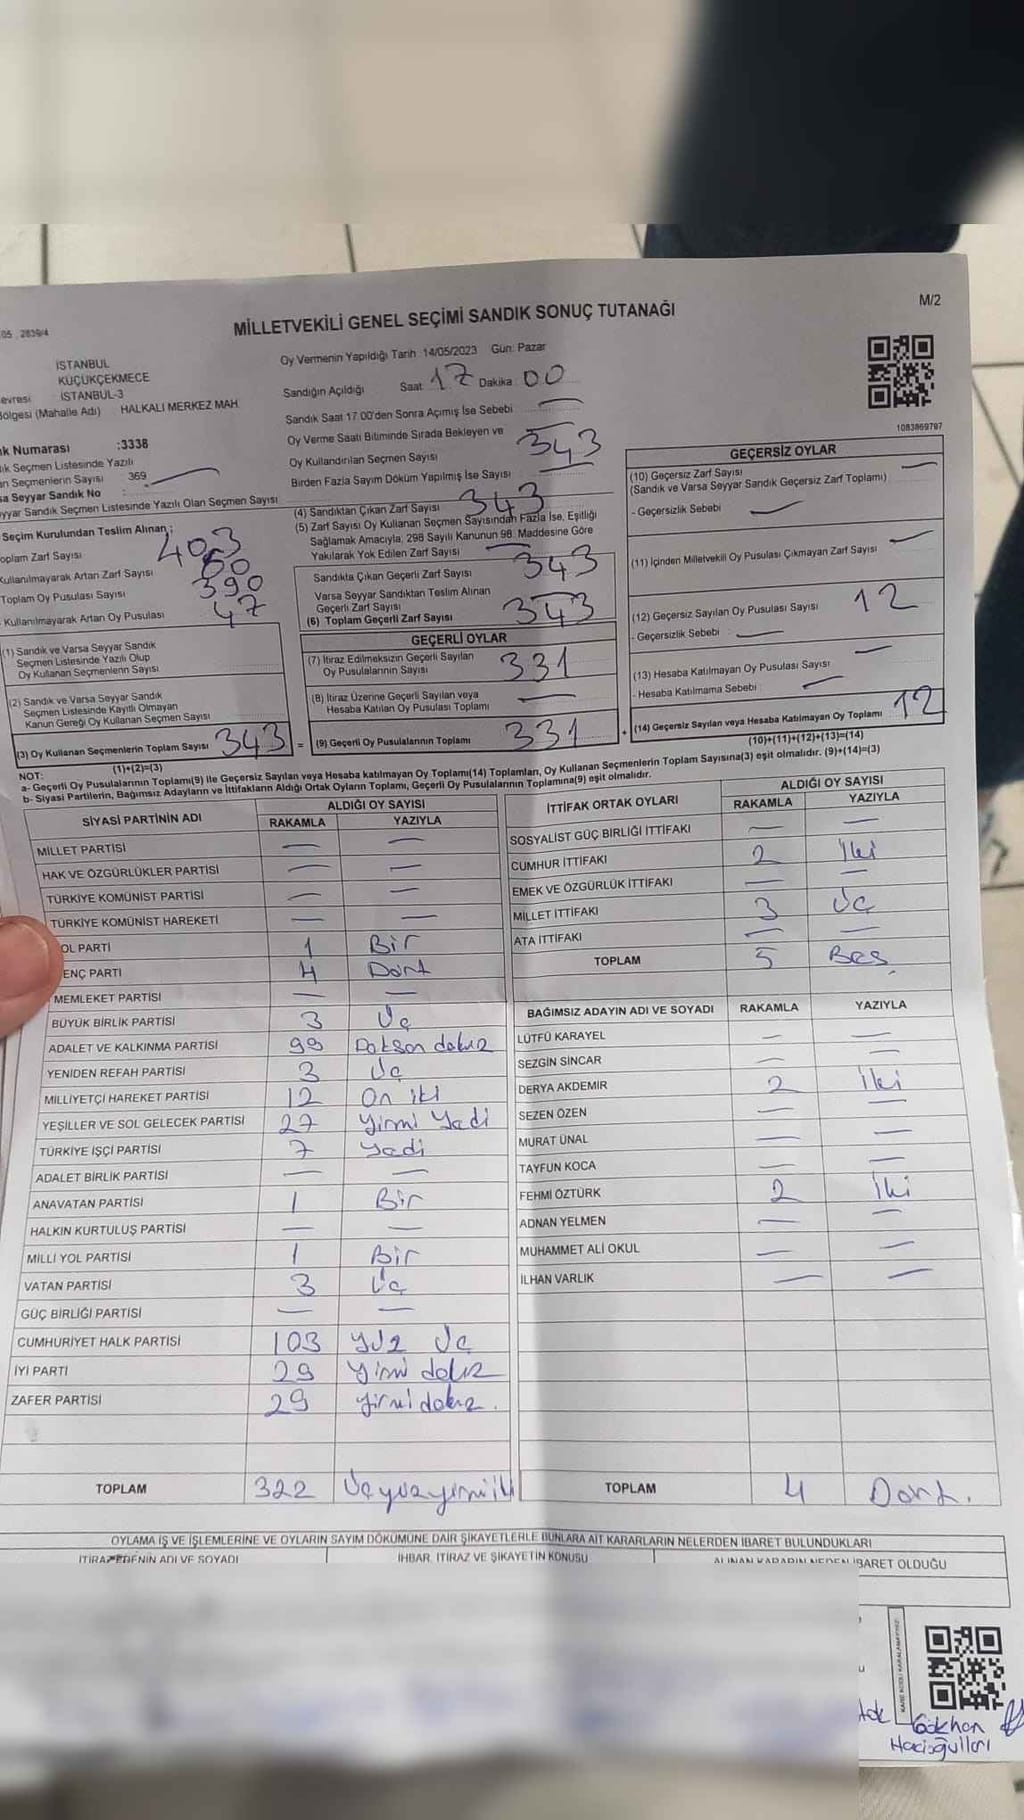 M/2
05 . 2839/4
MİLLETVEKİLİ GENEL SEÇİMİ SANDIK SONUÇ TUTANAĞI
İSTANBUL
KÜÇÜKÇEKMECE
evresi İSTANBUL-3
Bölgesi (Mahalle Adı) HALKALI MERKEZ MAH.
Oy Vermenin Yapıldığı Tarih: 14/05/2023 Gün: Pazar
Sandığın Açıldığı Saat 17 Dakika 00
Sandık Saat 17.00'den Sonra Açımış İse Sebebi —
Oy Verme Saati Bitiminde Sırada Bekleyen ve
Oy Kullandırılan Seçmen Sayısı 343
Birden Fazla Sayım Döküm Yapılmış İse Sayısı —
1083869797
k Numarası :3338
ık Seçmen Listesinde Yazılı
an Seçmenlerin Sayısı 369
sa Seyyar Sandık No :
yyar Sandık Seçmen Listesinde Yazılı Olan Seçmen Sayısı
Seçim Kurulundan Teslim Alınan :
oplam Zarf Sayısı 403
Kullanılmayarak Artan Zarf Sayısı 60
Toplam Oy Pusulası Sayısı 390
Kullanılmayarak Artan Oy Pusulası 47
(1) Sandık ve Varsa Seyyar Sandık
Seçmen Listesinde Yazılı Olup
Oy Kullanan Seçmenlerin Sayısı
(2) Sandık ve Varsa Seyyar Sandık
Seçmen Listesinde Kayıtlı Olmayan
Kanun Gereği Oy Kullanan Seçmen Sayısı
(3) Oy Kullanan Seçmenlerin Toplam Sayısı 343 =
(1)+(2)=(3)
(4) Sandıktan Çıkan Zarf Sayısı 343
(5) Zarf Sayısı Oy Kullanan Seçmen Sayısından Fazla İse, Eşitliği
Sağlamak Amacıyla, 298 Sayılı Kanunun 98. Maddesine Göre
Yakılarak Yok Edilen Zarf Sayısı —
Sandıkta Çıkan Geçerli Zarf Sayısı 343
Varsa Seyyar Sandıktan Teslim Alınan
Geçerli Zarf Sayısı —
(6) Toplam Geçerli Zarf Sayısı 343
GEÇERLİ OYLAR
(7) İtiraz Edilmeksizin Geçerli Sayılan
Oy Pusulalarının Sayısı 331
(8) İtiraz Üzerine Geçerli Sayılan veya
Hesaba Katılan Oy Pusulası Toplamı —
(9) Geçerli Oy Pusulalarının Toplamı 331 +
GEÇERSİZ OYLAR
(10) Geçersiz Zarf Sayısı —
(Sandık ve Varsa Seyyar Sandık Geçersiz Zarf Toplamı)
- Geçersizlik Sebebi —
(11) İçinden Milletvekili Oy Pusulası Çıkmayan Zarf Sayısı —
(12) Geçersiz Sayılan Oy Pusulası Sayısı 12
- Geçersizlik Sebebi : —
(13) Hesaba Katılmayan Oy Pusulası Sayısı —
- Hesaba Katılmama Sebebi : —
(14) Geçersiz Sayılan veya Hesaba Katılmayan Oy Toplamı 12
(10)+(11)+(12)+(13)=(14)
NOT:
a- Geçerli Oy Pusulalarının Toplamı(9) ile Geçersiz Sayılan veya Hesaba katılmayan Oy Toplamı(14) Toplamları, Oy Kullanan Seçmenlerin Toplam Sayısına(3) eşit olmalıdır. (9)+(14)=(3)
b- Siyasi Partilerin, Bağımsız Adayların ve İttifakların Aldığı Ortak Oyların Toplamı, Geçerli Oy Pusulalarının Toplamına(9) eşit olmalıdır.
SİYASİ PARTİNİN ADI ALDIĞI OY SAYISI
RAKAMLA YAZIYLA
MİLLET PARTİSİ — —
HAK VE ÖZGÜRLÜKLER PARTİSİ — —
TÜRKİYE KOMÜNİST PARTİSİ — —
TÜRKİYE KOMÜNİST HAREKETİ — —
OL PARTİ 1 Bir
ENÇ PARTİ 4 Dört
MEMLEKET PARTİSİ — —
BÜYÜK BİRLİK PARTİSİ 3 Üç
ADALET VE KALKINMA PARTİSİ 99 Doksan dokuz
YENİDEN REFAH PARTİSİ 3 Üç
MİLLİYETÇİ HAREKET PARTİSİ 12 On iki
YEŞİLLER VE SOL GELECEK PARTİSİ 27 Yirmi Yedi
TÜRKİYE İŞÇİ PARTİSİ 7 Yedi
ADALET BİRLİK PARTİSİ — —
ANAVATAN PARTİSİ 1 Bir
HALKIN KURTULUŞ PARTİSİ — —
MİLLİ YOL PARTİSİ 1 Bir
VATAN PARTİSİ 3 Üç
GÜÇ BİRLİĞİ PARTİSİ — —
CUMHURİYET HALK PARTİSİ 103 Yüz Üç
İYİ PARTİ 29 Yirmi dokuz
ZAFER PARTİSİ 29 Yirmi dokuz.
TOPLAM 322 Üçyüzyirmiik
İTTİFAK ORTAK OYLARI ALDIĞI OY SAYISI
RAKAMLA YAZIYLA
SOSYALİST GÜÇ BİRLİĞİ İTTİFAKI — —
CUMHUR İTTİFAKI 2 İki
EMEK VE ÖZGÜRLÜK İTTİFAKI — —
MİLLET İTTİFAKI 3 Üç
ATA İTTİFAKI — —
TOPLAM 5 Beş
BAĞIMSIZ ADAYIN ADI VE SOYADI RAKAMLA YAZIYLA
LÜTFÜ KARAYEL — —
SEZGİN SİNCAR — —
DERYA AKDEMİR 2 İki
SEZEN ÖZEN — —
MURAT ÜNAL — —
TAYFUN KOCA — —
FEHMİ ÖZTÜRK 2 İki
ADNAN YELMEN — —
MUHAMMET ALİ OKUL — —
İLHAN VARLIK — —
TOPLAM 4 Dört.
OYLAMA İŞ VE İŞLEMLERİNE VE OYLARIN SAYIM DÖKÜMÜNE DAİR ŞİKAYETLERLE BUNLARA AİT KARARLARIN NELERDEN İBARET BULUNDUKLARI
İTİRAZ EDENİN ADI VE SOYADI İHBAR, İTİRAZ VE ŞİKAYETİN KONUSU ALINAN KARARIN NEDEN İBARET OLDUĞU
Gökhan
Hacıoğulları